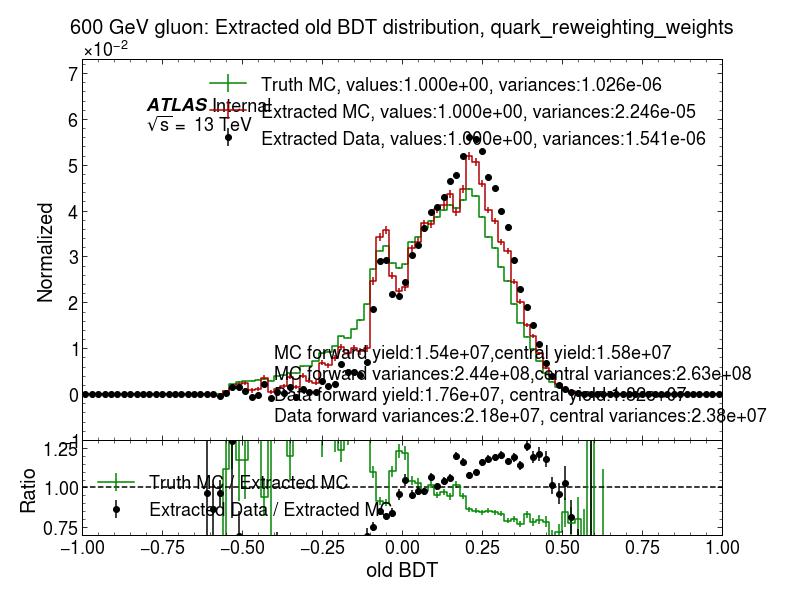 600 GeV gluon: Extracted old BDT distribution, quark_reweighting_weights
×10⁻²
Truth MC, values:1.000e+00, variances:1.026e-06
ATLAS Internal
Extracted MC, values:1.000e+00, variances:2.246e-05
√s = 13 TeV
Extracted Data, values:1.000e+00, variances:1.541e-06
7
6
5
4
3
2
1
0
−1
Normalized
MC forward yield:1.54e+07,central yield:1.58e+07
MC forward variances:2.44e+08,central variances:2.63e+08
Data forward yield:1.76e+07, central
Data forward variances:2.18e+07, central variances:2.38e+07
1.25
1.00
0.75
Ratio
Truth MC / Extracted MC
Extracted Data / Extracted MC
−1.00 −0.75 −0.50 −0.25 0.00 0.25 0.50 0.75 1.00
old BDT